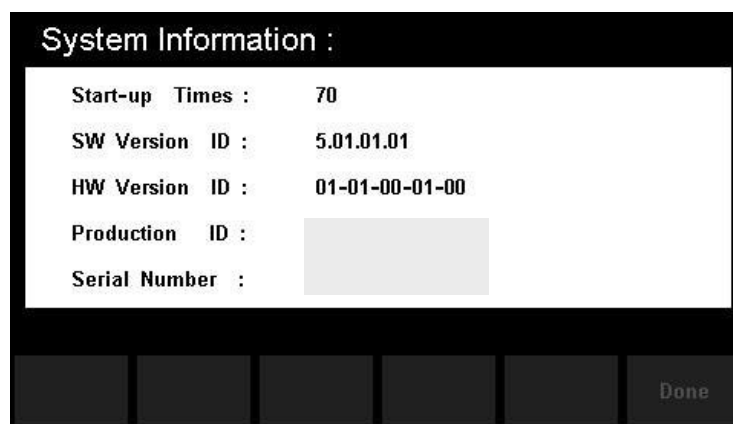 System Information :
Start-up Times : 70
SW Version ID : 5.01.01.01
HW Version ID : 01-01-00-01-00
Production ID :
Serial Number :
Done